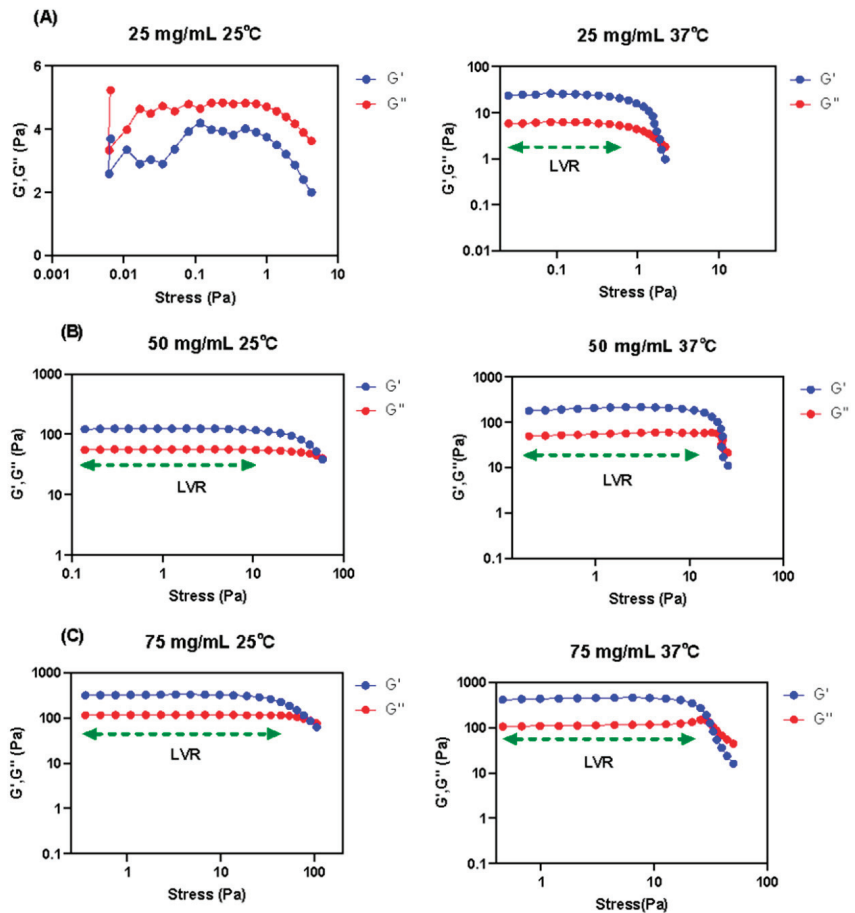 (A)
25 mg/mL 25°C
G',G'' (Pa)
6
4
2
0
0.001
0.01
0.1
1
10
Stress (Pa)
G'
G''
25 mg/mL 37°C
G',G'' (Pa)
100
10
1
0.1
0.01
0.1
1
10
Stress (Pa)
LVR
G'
G''
(B)
50 mg/mL 25°C
G',G'' (Pa)
1000
100
10
1
0.1
1
10
100
Stress (Pa)
LVR
G'
G''
50 mg/mL 37°C
G',G''(Pa)
1000
100
10
1
0.1
1
10
100
Stress (Pa)
LVR
G'
G''
(C)
75 mg/mL 25°C
G',G'' (Pa)
1000
100
10
1
0.1
1
10
100
Stress (Pa)
LVR
G'
G''
75 mg/mL 37°C
G',G'' (Pa)
1000
100
10
1
0.1
1
10
100
Stress(Pa)
LVR
G'
G''